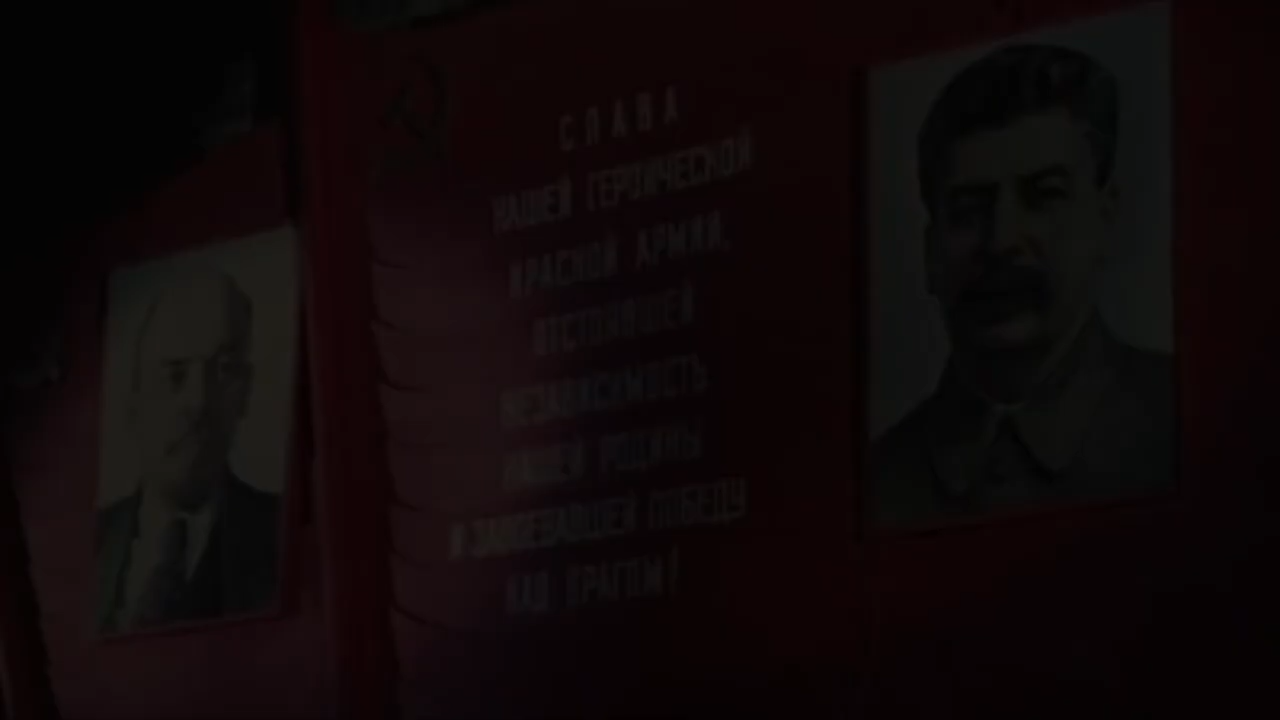 СЛАВА
НАШЕЙ ГЕРОИЧЕСКОЙ
КРАСНОЙ АРМИИ,
ОТСТОЯВШЕЙ
НЕЗАВИСИМОСТЬ
НАШЕЙ РОДИНЫ
И ЗАВОЕВАВШЕЙ ПОБЕДУ
НАД ВРАГОМ!